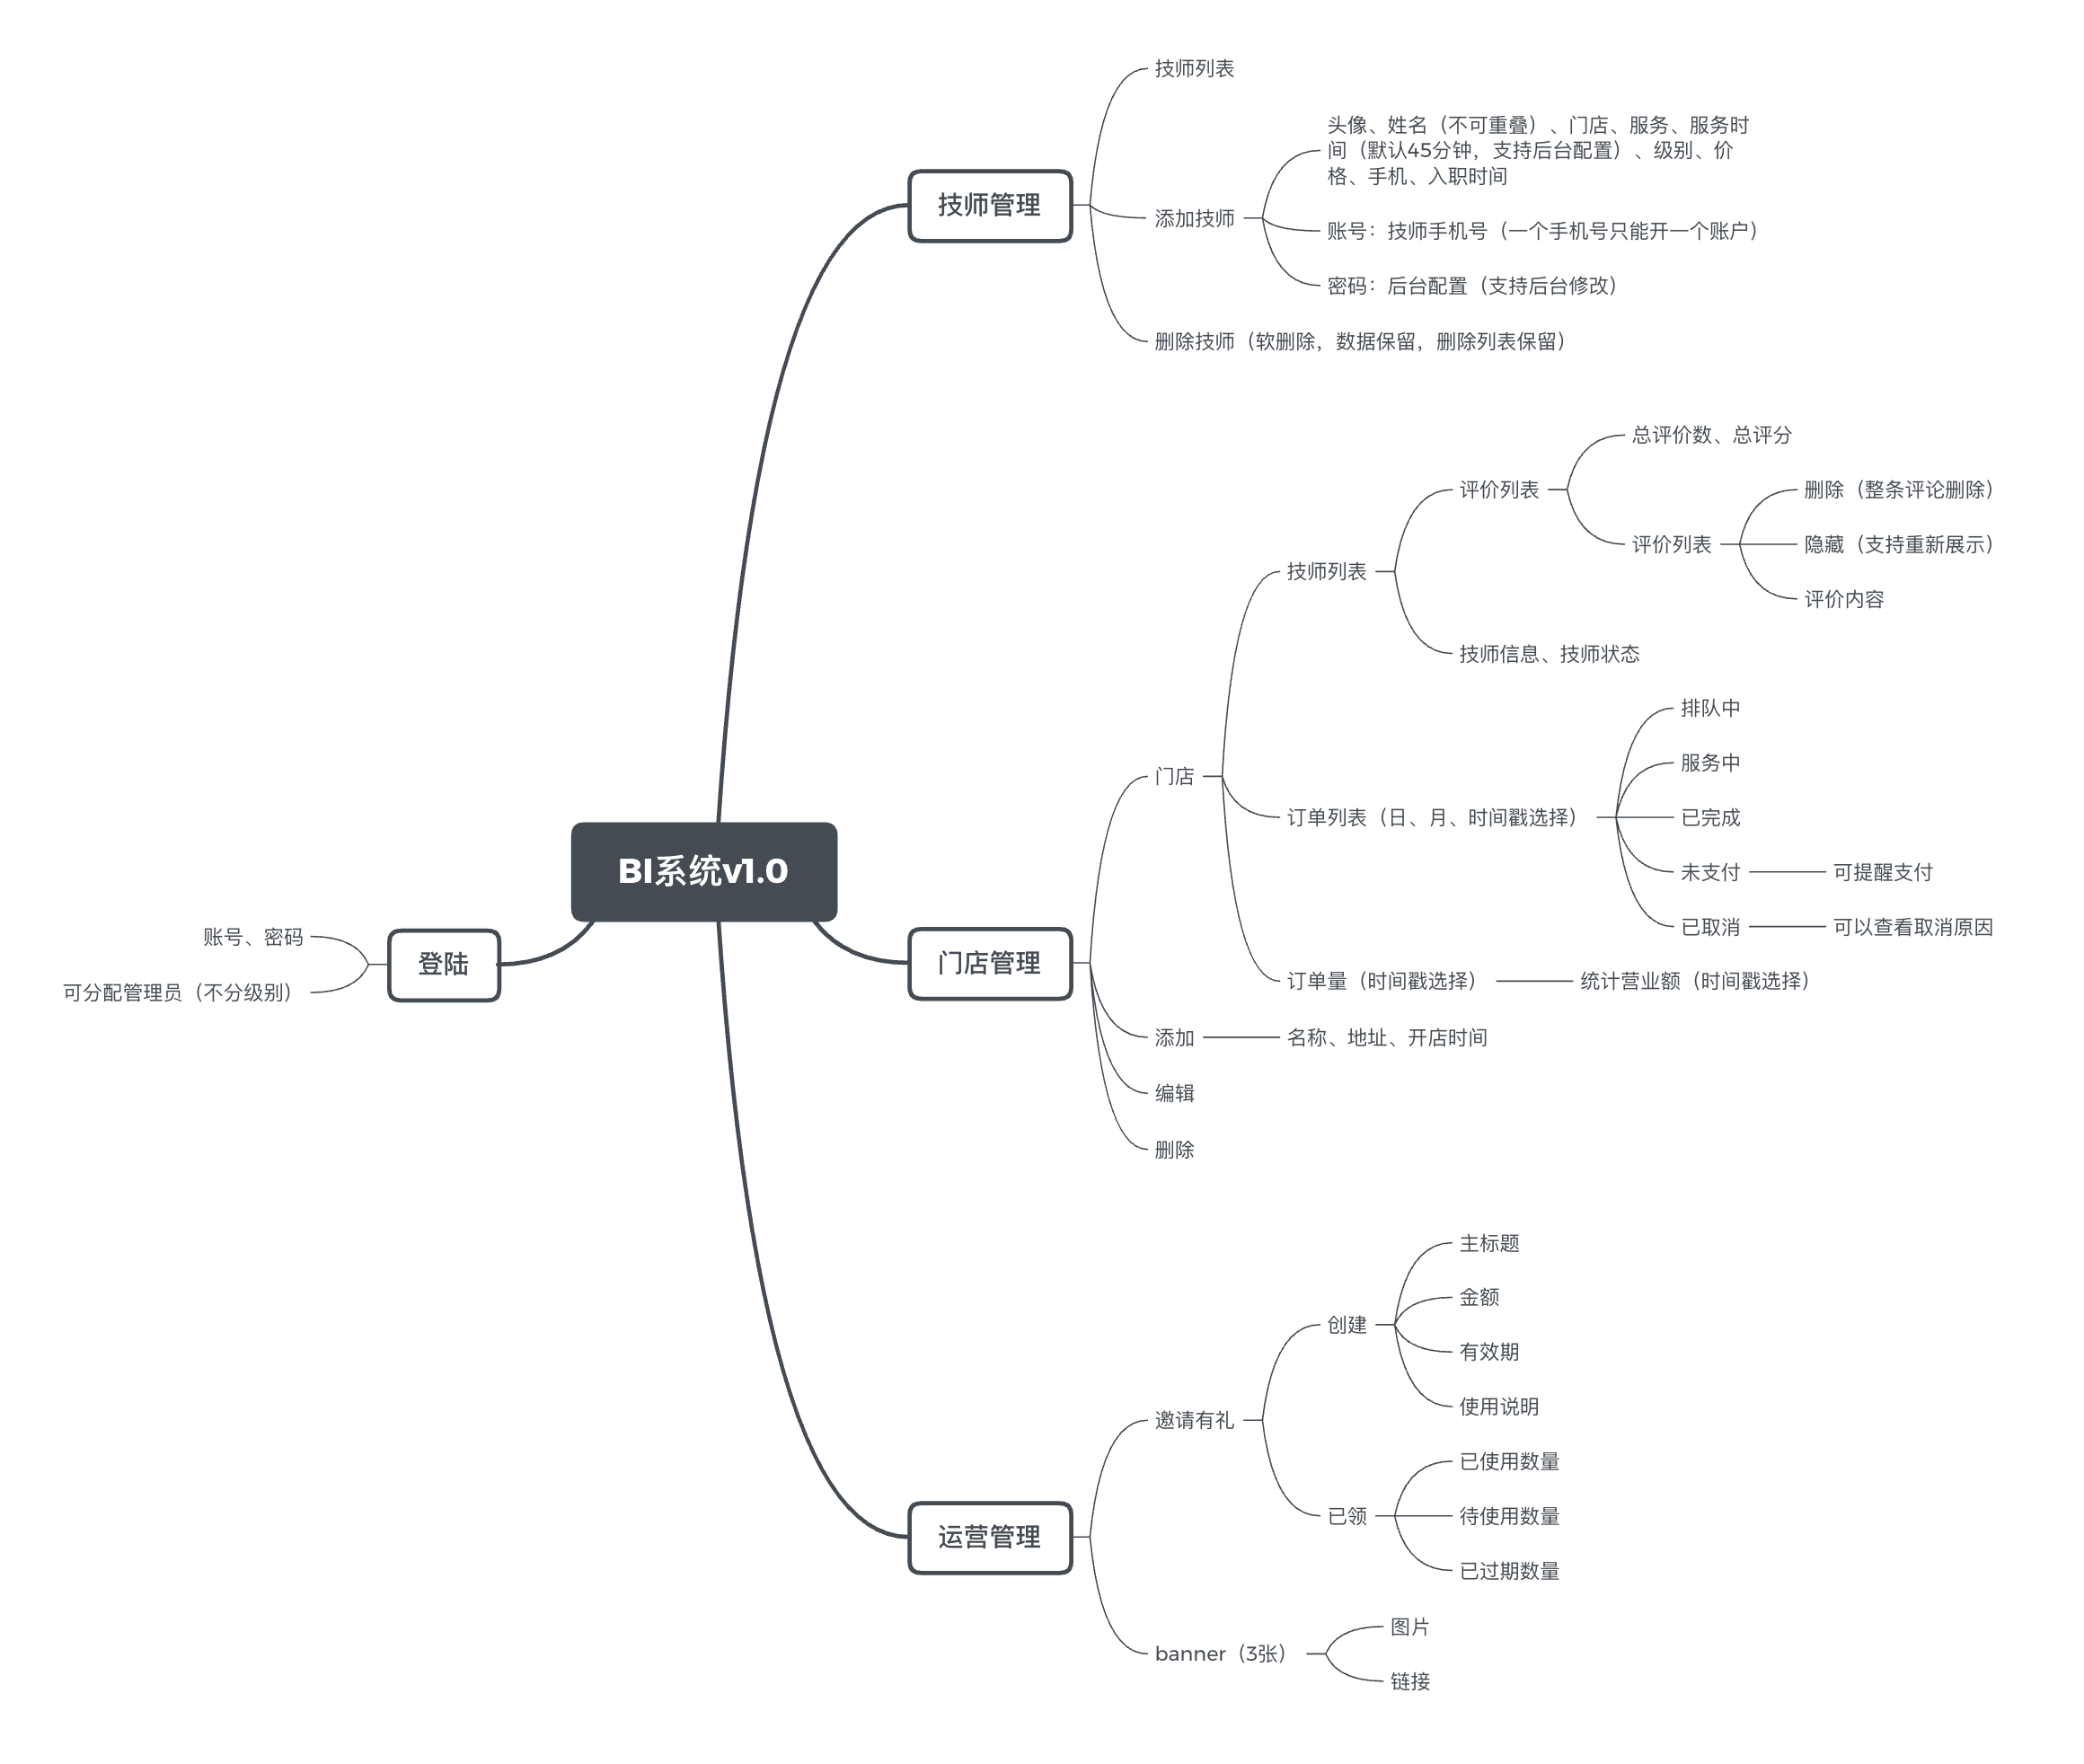 技师列表
头像、姓名（不可重叠）、门店、服务、服务时
间（默认45分钟，支持后台配置）、级别、价
格、手机、入职时间
技师管理
添加技师
账号：技师手机号（一个手机号只能开一个账户）
密码：后台配置（支持后台修改）
删除技师（软删除，数据保留，删除列表保留）
总评价数、总评分
评价列表
删除（整条评论删除）
评价列表
隐藏（支持重新展示）
技师列表
评价内容
技师信息、技师状态
排队中
服务中
门店
订单列表（日、月、时间戳选择）
已完成
BI系统v1.0
未支付
可提醒支付
已取消
可以查看取消原因
账号、密码
登陆
可分配管理员（不分级别）
门店管理
订单量（时间戳选择）
统计营业额（时间戳选择）
添加
名称、地址、开店时间
编辑
删除
主标题
金额
创建
有效期
使用说明
邀请有礼
已使用数量
已领
待使用数量
运营管理
已过期数量
图片
banner（3张）
链接